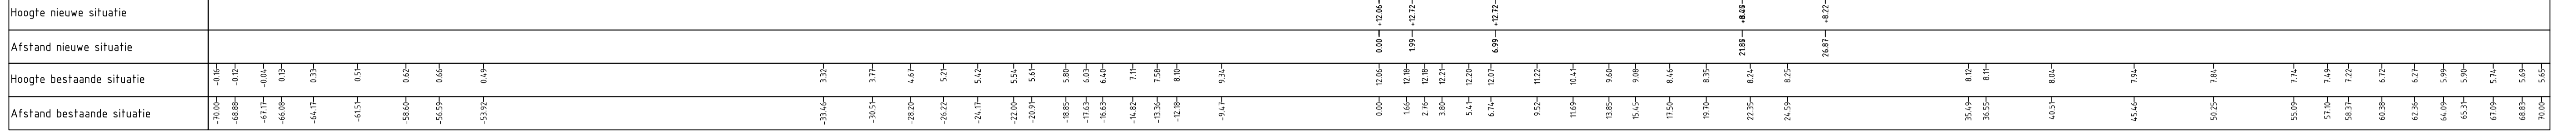 Hoogte nieuwe situatie +12.06 +12.72 +12.72 +8.22
Afstand nieuwe situatie 0.00 1.99 6.99 26.87
Hoogte bestaande situatie -0.16 -0.12 -0.04 0.13 0.33 0.51 0.62 0.66 0.49 3.32 3.77 4.67 5.21 5.42 5.54 5.61 5.80 6.03 6.40 7.11 7.58 8.10 9.34 12.06 12.18 12.18 12.21 12.20 12.07 11.22 10.41 9.60 9.08 8.46 8.35 8.24 8.25 8.12 8.11 8.04 7.94 7.84 7.74 7.49 7.22 6.72 6.27 5.99 5.90 5.74 5.69 5.65
Afstand bestaande situatie -70.00 -68.88 -67.17 -66.08 -64.17 -61.51 -58.60 -56.59 -53.92 -33.46 -30.51 -28.20 -26.22 -24.17 -22.00 -20.91 -18.85 -17.63 -16.63 -14.82 -13.36 -12.18 -9.47 0.00 1.66 2.76 3.80 5.41 6.74 9.52 11.69 13.85 15.45 17.50 19.70 22.35 24.59 35.49 36.55 40.51 45.46 50.25 55.09 57.10 58.37 60.38 62.36 64.09 65.31 67.09 68.83 70.00